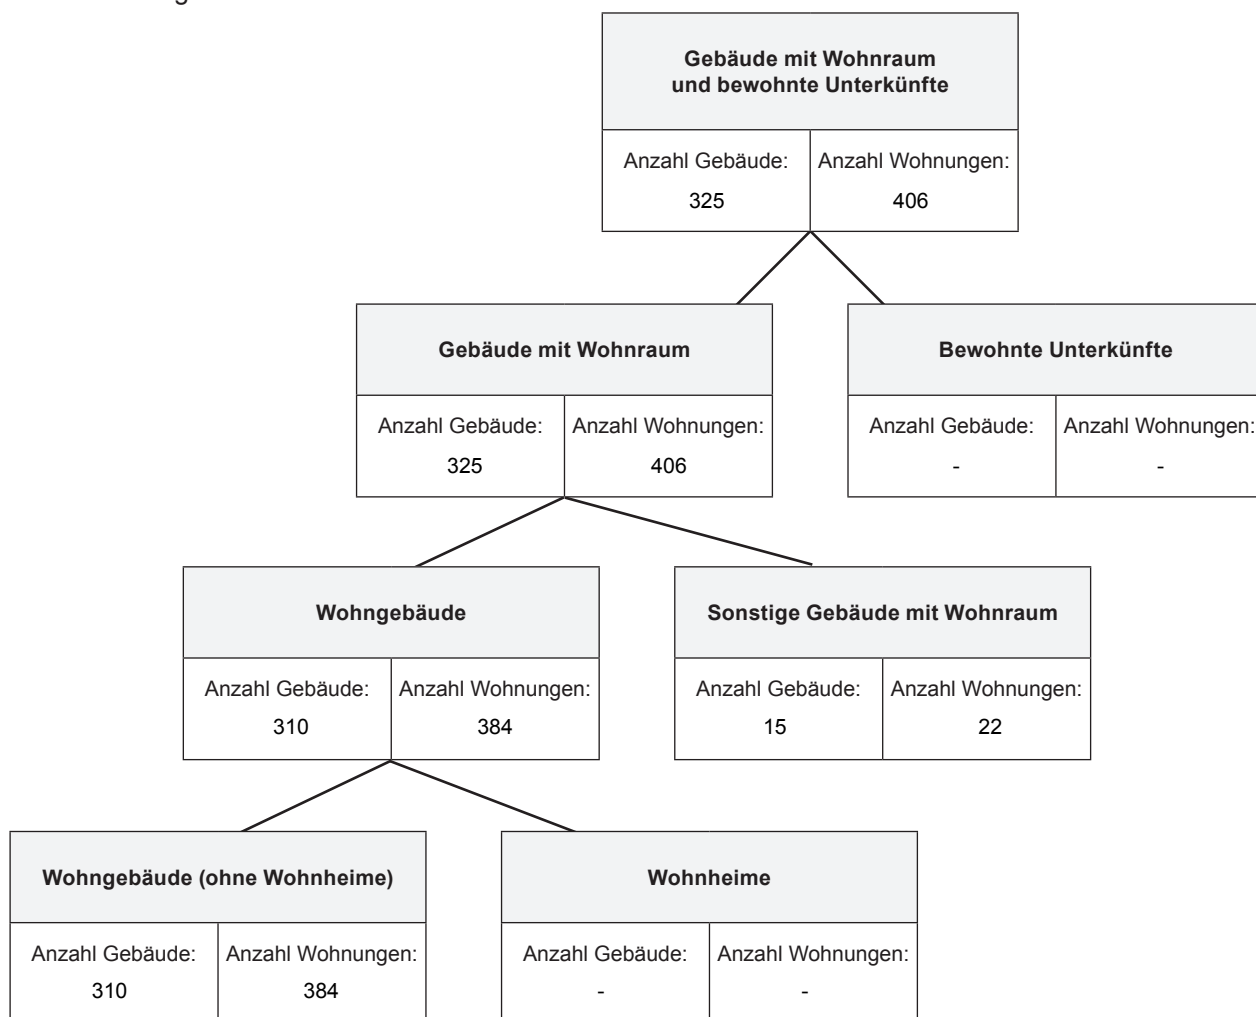 Gebäude mit Wohnraum
und bewohnte Unterkünfte
Anzahl Gebäude: Anzahl Wohnungen:
325 406
Gebäude mit Wohnraum
Anzahl Gebäude: Anzahl Wohnungen:
325 406
Bewohnte Unterkünfte
Anzahl Gebäude: Anzahl Wohnungen:
- -
Wohngebäude
Anzahl Gebäude: Anzahl Wohnungen:
310 384
Sonstige Gebäude mit Wohnraum
Anzahl Gebäude: Anzahl Wohnungen:
15 22
Wohngebäude (ohne Wohnheime)
Anzahl Gebäude: Anzahl Wohnungen:
310 384
Wohnheime
Anzahl Gebäude: Anzahl Wohnungen:
- -